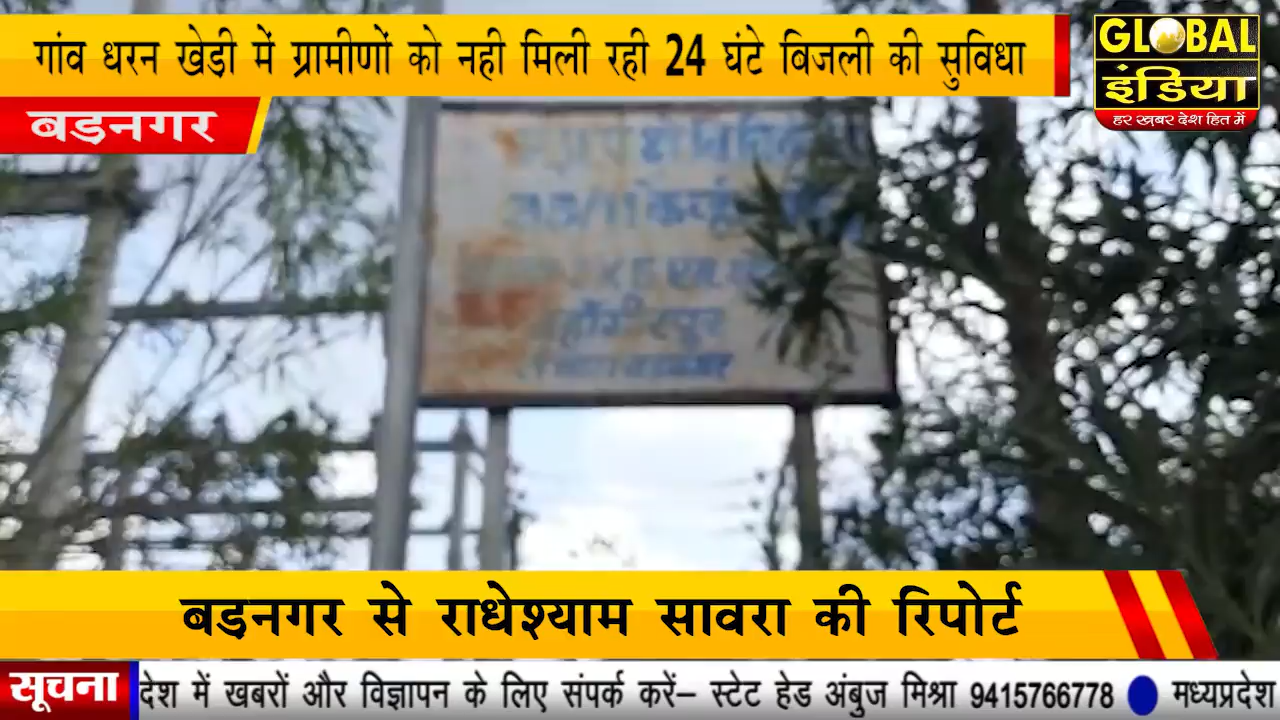 गांव धरन खेड़ी में ग्रामीणों को नही मिली रही 24 घंटे बिजली की सुविधा
GLOBAL
इंडिया
हर ख़बर देश हित में
बड़नगर
बड़नगर से राधेश्याम सावरा की रिपोर्ट
सूचना
देश में खबरों और विज्ञापन के लिए संपर्क करें– स्टेट हेड अंबुज मिश्रा 9415766778 मध्यप्रदेश